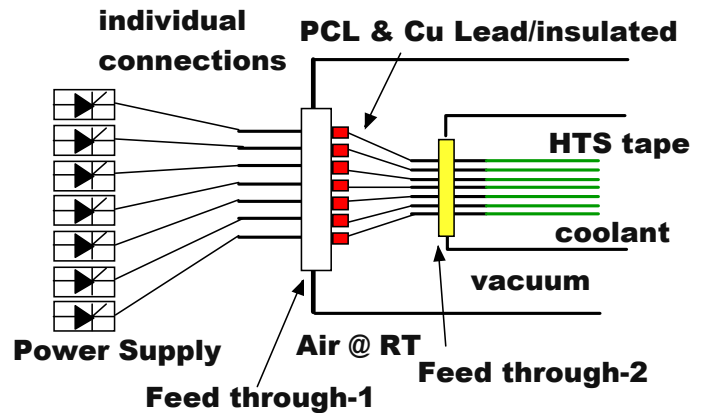 individual
connections
PCL & Cu Lead/insulated
HTS tape
coolant
vacuum
Power Supply
Air @ RT
Feed through-2
Feed through-1